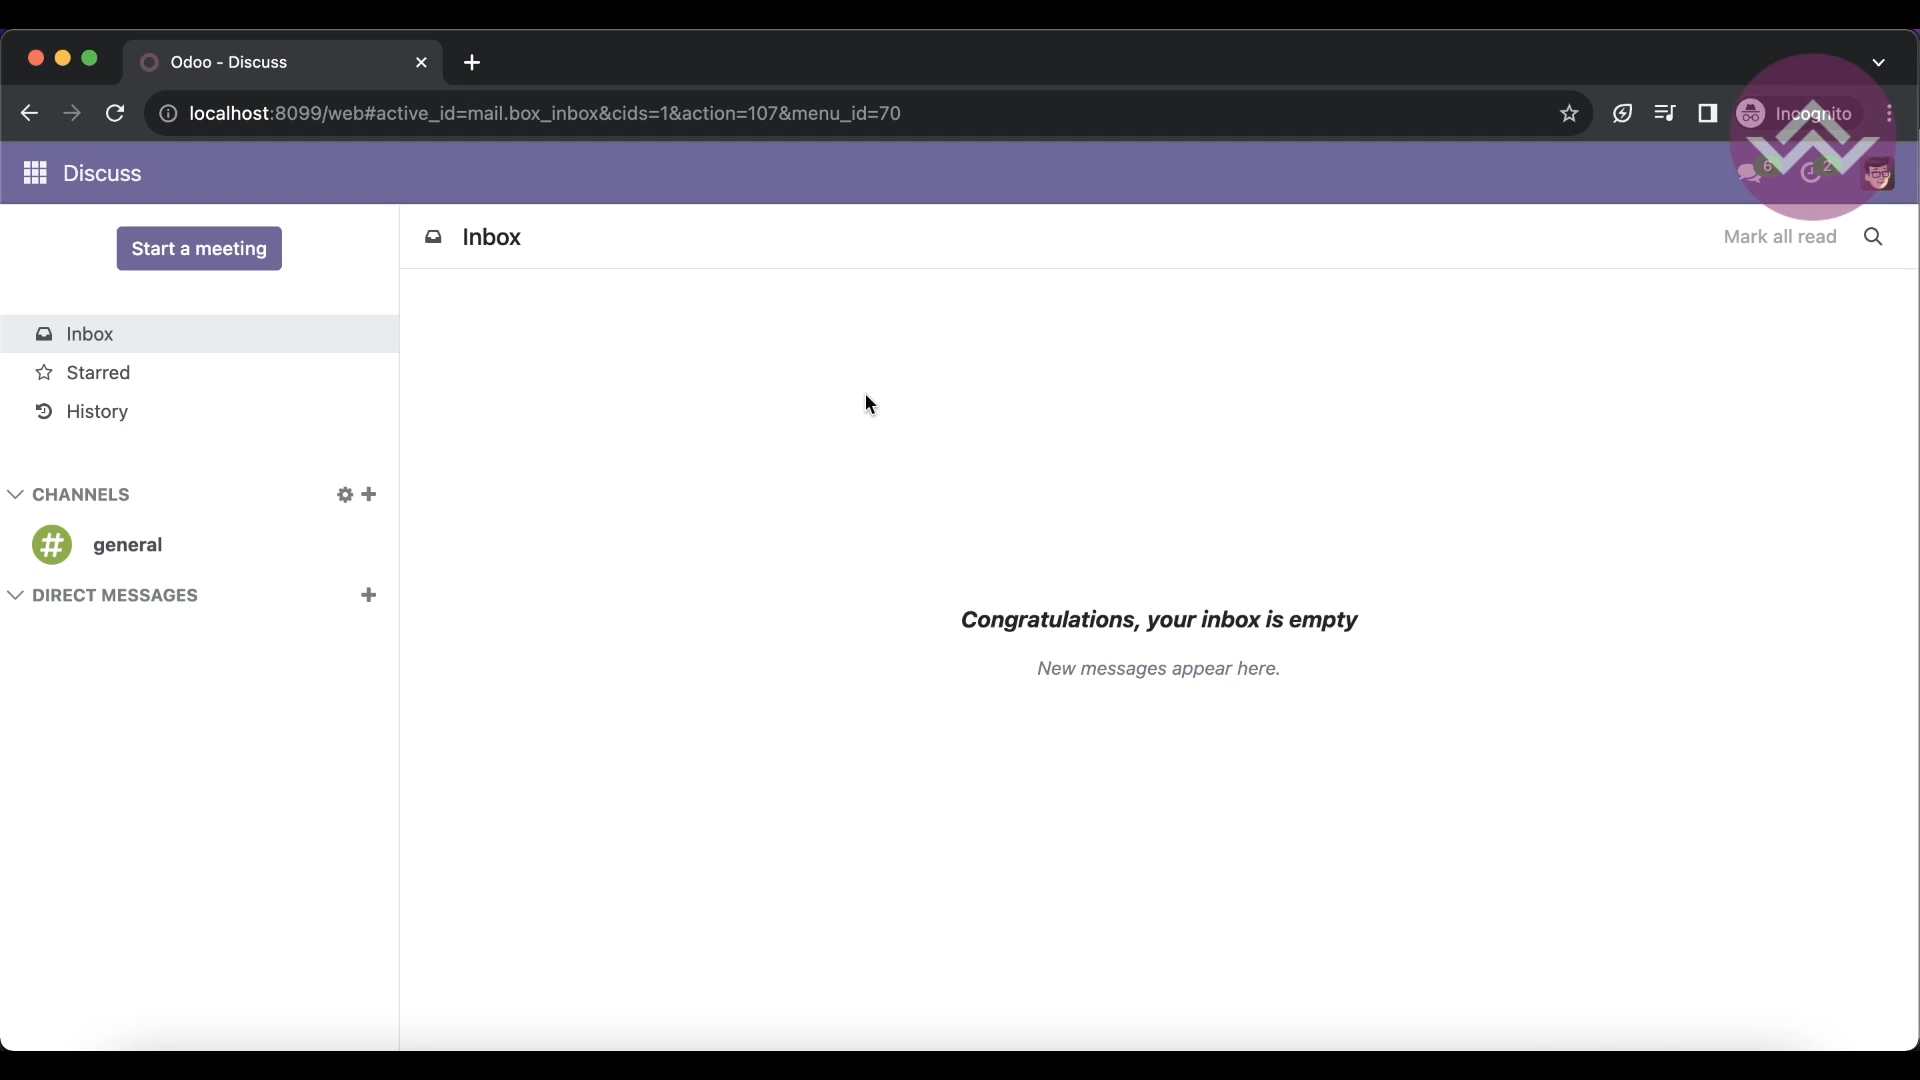 Odoo - Discuss
localhost:8099/web#active_id=mail.box_inbox&cids=1&action=107&menu_id=70
Incognito
Discuss
6
2
Start a meeting
Inbox
Mark all read
Inbox
Starred
History
CHANNELS
general
DIRECT MESSAGES
Congratulations, your inbox is empty
New messages appear here.